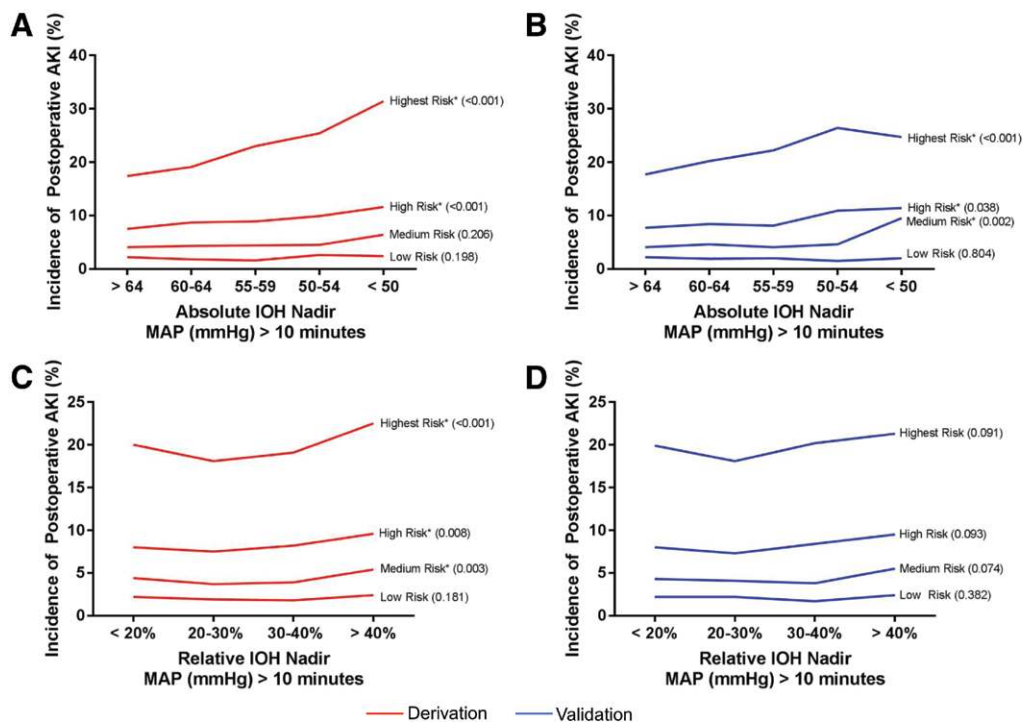 A
Incidence of Postoperative AKI (%)
40
30
20
10
0
Highest Risk* (<0.001)
High Risk* (<0.001)
Medium Risk (0.206)
Low Risk (0.198)
> 64
60-64
55-59
50-54
< 50
Absolute IOH Nadir
MAP (mmHg) > 10 minutes
B
Incidence of Postoperative AKI (%)
40
30
20
10
0
Highest Risk* (<0.001)
High Risk* (0.038)
Medium Risk* (0.002)
Low Risk (0.804)
> 64
60-64
55-59
50-54
< 50
Absolute IOH Nadir
MAP (mmHg) > 10 minutes
C
Incidence of Postoperative AKI (%)
25
20
15
10
5
0
Highest Risk* (<0.001)
High Risk* (0.008)
Medium Risk* (0.003)
Low Risk (0.181)
< 20%
20-30%
30-40%
> 40%
Relative IOH Nadir
MAP (mmHg) > 10 minutes
D
Incidence of Postoperative AKI (%)
25
20
15
10
5
0
Highest Risk (0.091)
High Risk (0.093)
Medium Risk (0.074)
Low Risk (0.382)
< 20%
20-30%
30-40%
> 40%
Relative IOH Nadir
MAP (mmHg) > 10 minutes
Derivation
Validation